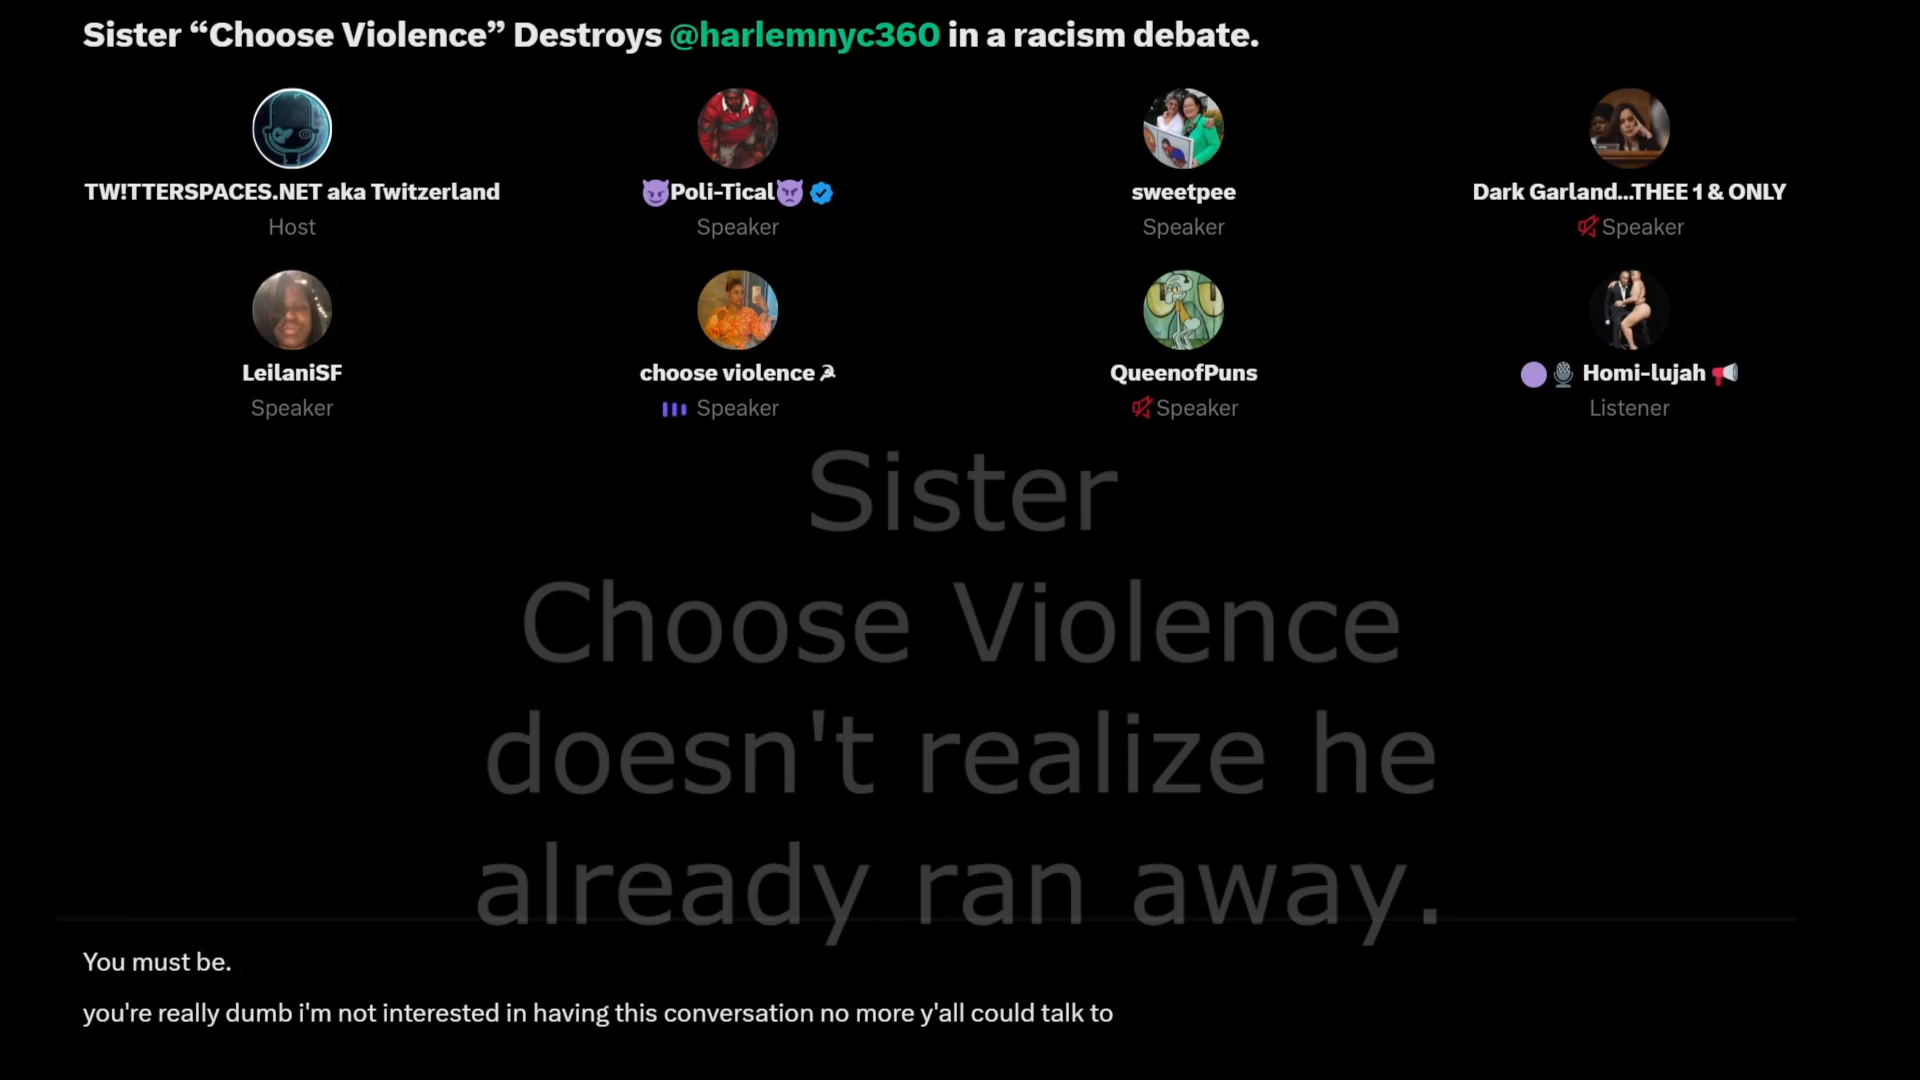 Sister “Choose Violence” Destroys @harlemnyc360 in a racism debate.
TW!TTERSPACES.NET aka Twitzerland
Host
😈Poli-Tical👿
Speaker
sweetpee
Speaker
Dark Garland...THEE 1 & ONLY
Speaker
LeilaniSF
Speaker
choose violence ☭
Speaker
QueenofPuns
Speaker
🟣🎙️ Homi-lujah 📢
Listener
Sister
Choose Violence
doesn't realize he
already ran away.
You must be.
you're really dumb i'm not interested in having this conversation no more y'all could talk to